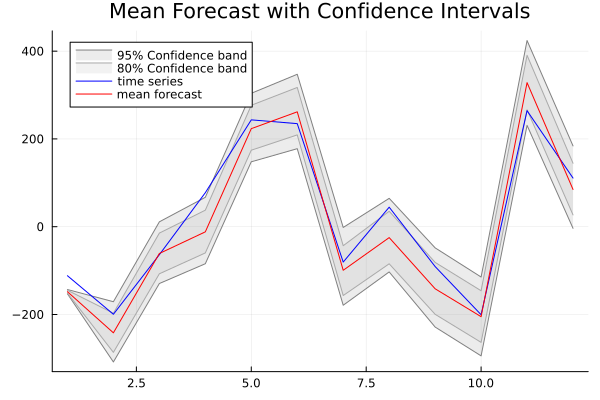 Mean Forecast with Confidence Intervals
400
200
0
−200
95% Confidence band
80% Confidence band
time series
mean forecast
2.5
5.0
7.5
10.0